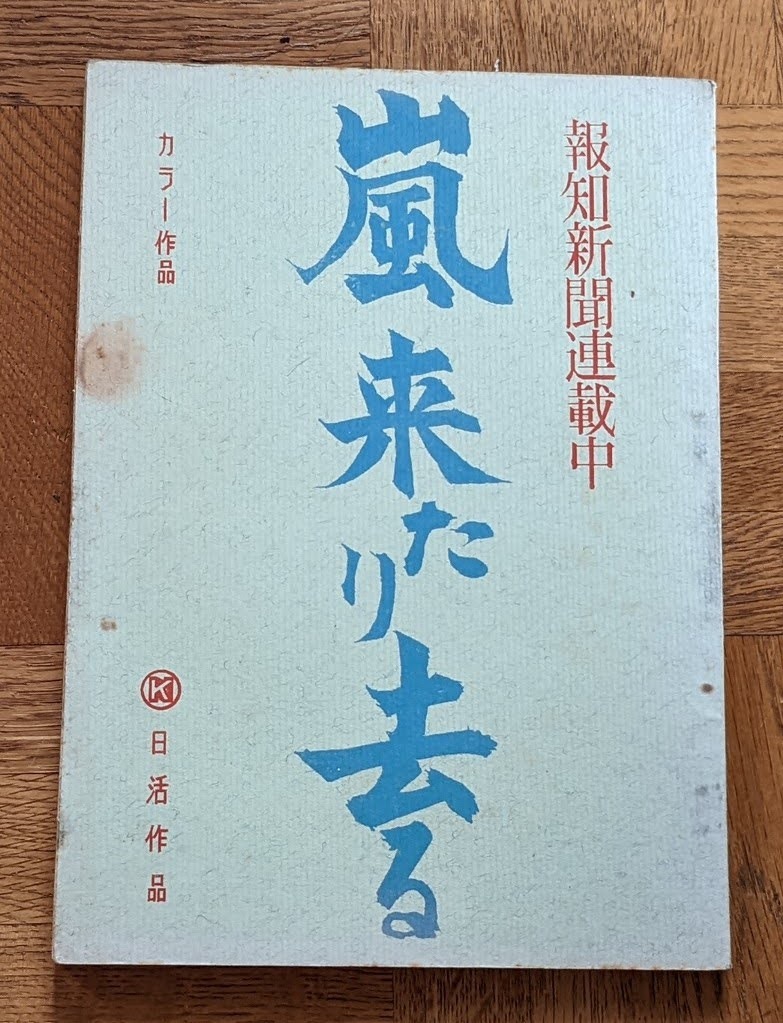 報知新聞連載中
嵐来たり去る
カラー作品
K日活作品